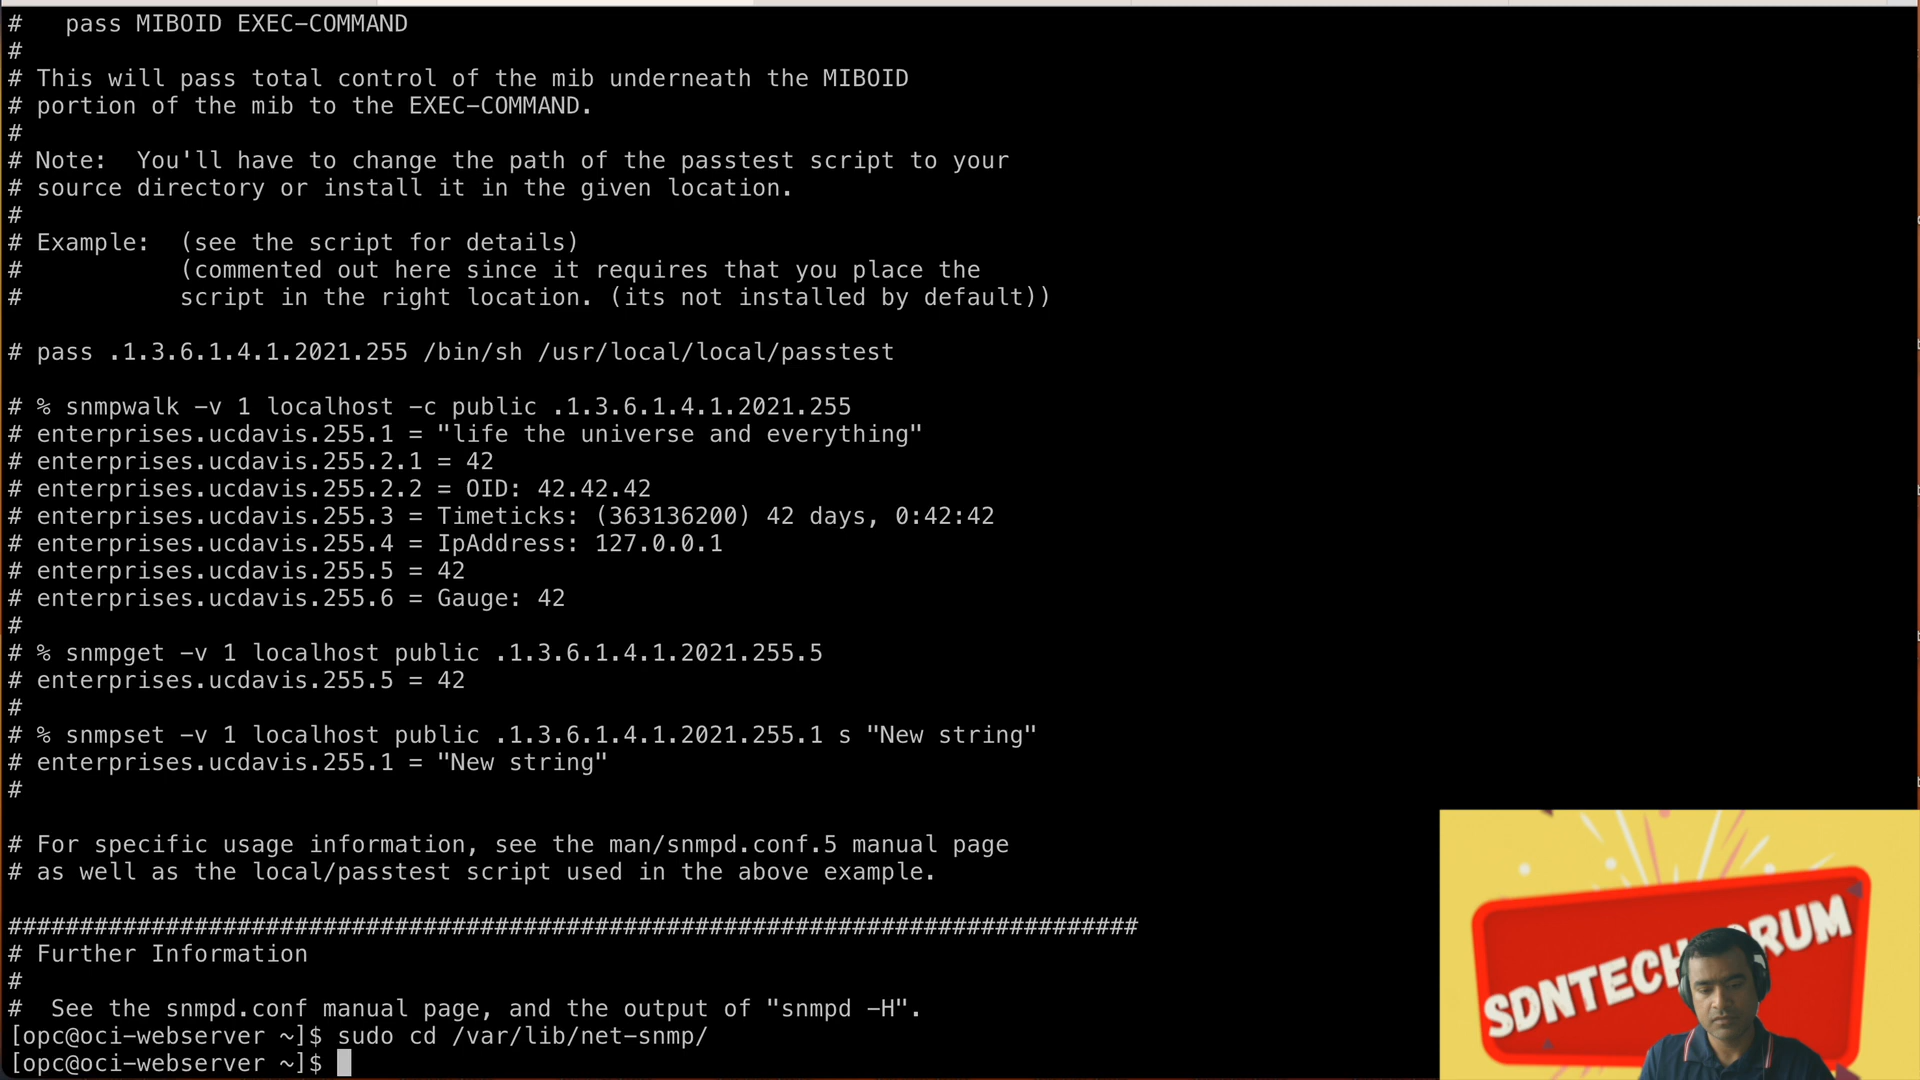 #   pass MIBOID EXEC-COMMAND
#
# This will pass total control of the mib underneath the MIBOID
# portion of the mib to the EXEC-COMMAND.
#
# Note:  You'll have to change the path of the passtest script to your
# source directory or install it in the given location.
#
# Example:  (see the script for details)
#           (commented out here since it requires that you place the
#           script in the right location. (its not installed by default))

# pass .1.3.6.1.4.1.2021.255 /bin/sh /usr/local/local/passtest

# % snmpwalk -v 1 localhost -c public .1.3.6.1.4.1.2021.255
# enterprises.ucdavis.255.1 = "life the universe and everything"
# enterprises.ucdavis.255.2.1 = 42
# enterprises.ucdavis.255.2.2 = OID: 42.42.42
# enterprises.ucdavis.255.3 = Timeticks: (363136200) 42 days, 0:42:42
# enterprises.ucdavis.255.4 = IpAddress: 127.0.0.1
# enterprises.ucdavis.255.5 = 42
# enterprises.ucdavis.255.6 = Gauge: 42
#
# % snmpget -v 1 localhost public .1.3.6.1.4.1.2021.255.5
# enterprises.ucdavis.255.5 = 42
#
# % snmpset -v 1 localhost public .1.3.6.1.4.1.2021.255.1 s "New string"
# enterprises.ucdavis.255.1 = "New string"
#

# For specific usage information, see the man/snmpd.conf.5 manual page
# as well as the local/passtest script used in the above example.

###############################################################################
# Further Information
#
#  See the snmpd.conf manual page, and the output of "snmpd -H".
[opc@oci-webserver ~]$ sudo cd /var/lib/net-snmp/
[opc@oci-webserver ~]$